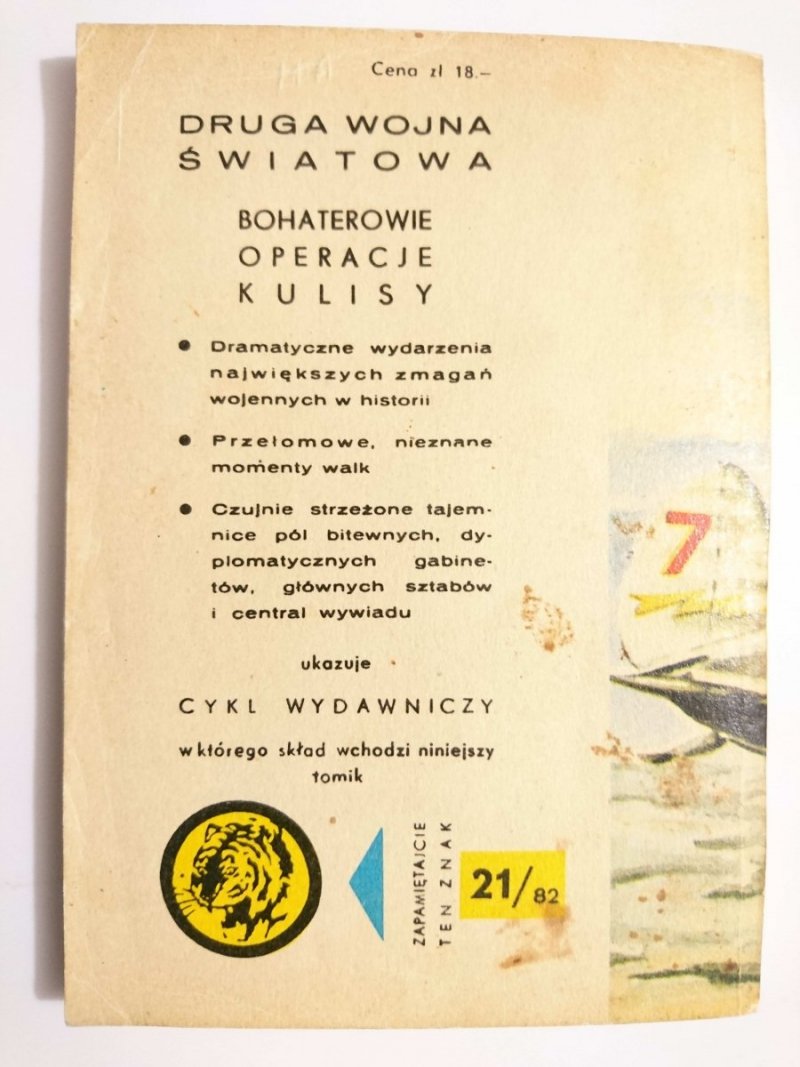 Cena zł 18.–
DRUGA WOJNA
ŚWIATOWA
BOHATEROWIE
OPERACJE
KULISY
● Dramatyczne wydarzenia
największych zmagań
wojennych w historii
● Przełomowe, nieznane
momenty walk
● Czujnie strzeżone tajem-
nice pól bitewnych, dy-
plomatycznych gabine-
tów, głównych sztabów
i central wywiadu
ukazuje
CYKL WYDAWNICZY
w którego skład wchodzi niniejszy
tomik
ZAPAMIĘTAJCIE
TEN ZNAK
21/82
7